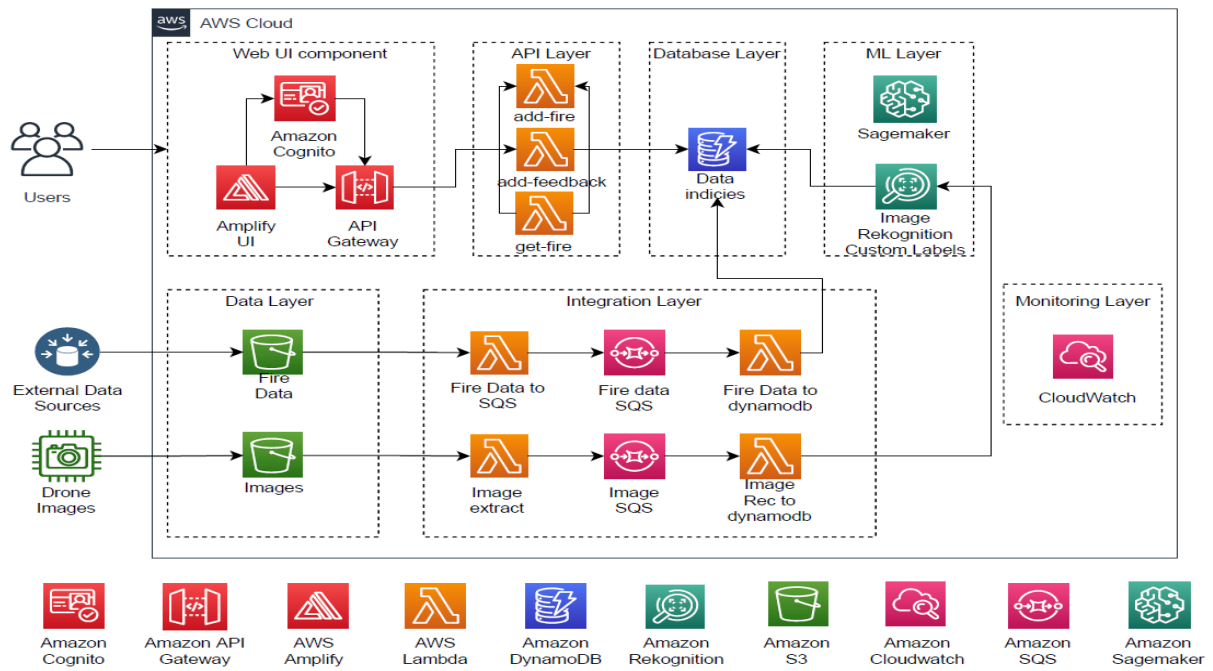 aws
AWS Cloud
Web UI component
API Layer
Database Layer
ML Layer
Users
Amazon
Cognito
Amplify
UI
API
Gateway
add-fire
add-feedback
get-fire
Data
indicies
Sagemaker
Image
Rekognition
Custom Labels
Data Layer
Integration Layer
Monitoring Layer
External Data
Sources
Fire
Data
Fire Data to
SQS
Fire data
SQS
Fire Data to
dynamodb
CloudWatch
Drone
Images
Images
Image
extract
Image
SQS
Image
Rec to
dynamodb
Amazon
Cognito
Amazon API
Gateway
AWS
Amplify
AWS
Lambda
Amazon
DynamoDB
Amazon
Rekognition
Amazon
S3
Amazon
Cloudwatch
Amazon
SQS
Amazon
Sagemaker